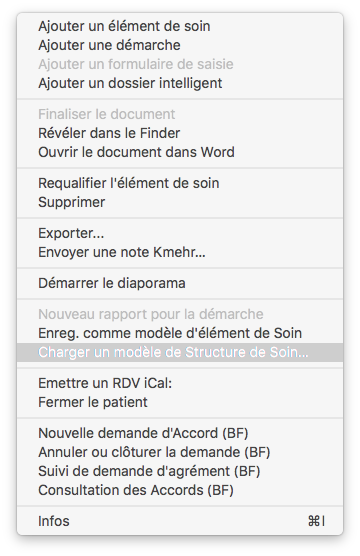 Ajouter un élément de soin
Ajouter une démarche
Ajouter un formulaire de saisie
Ajouter un dossier intelligent
Finaliser le document
Révéler dans le Finder
Ouvrir le document dans Word
Requalifier l'élément de soin
Supprimer
Exporter...
Envoyer une note Kmehr...
Démarrer le diaporama
Nouveau rapport pour la démarche
Enreg. comme modèle d'élément de Soin
Charger un modèle de Structure de Soin...
Emettre un RDV iCal:
Fermer le patient
Nouvelle demande d'Accord (BF)
Annuler ou clôturer la demande (BF)
Suivi de demande d'agrément (BF)
Consultation des Accords (BF)
Infos ⌘I